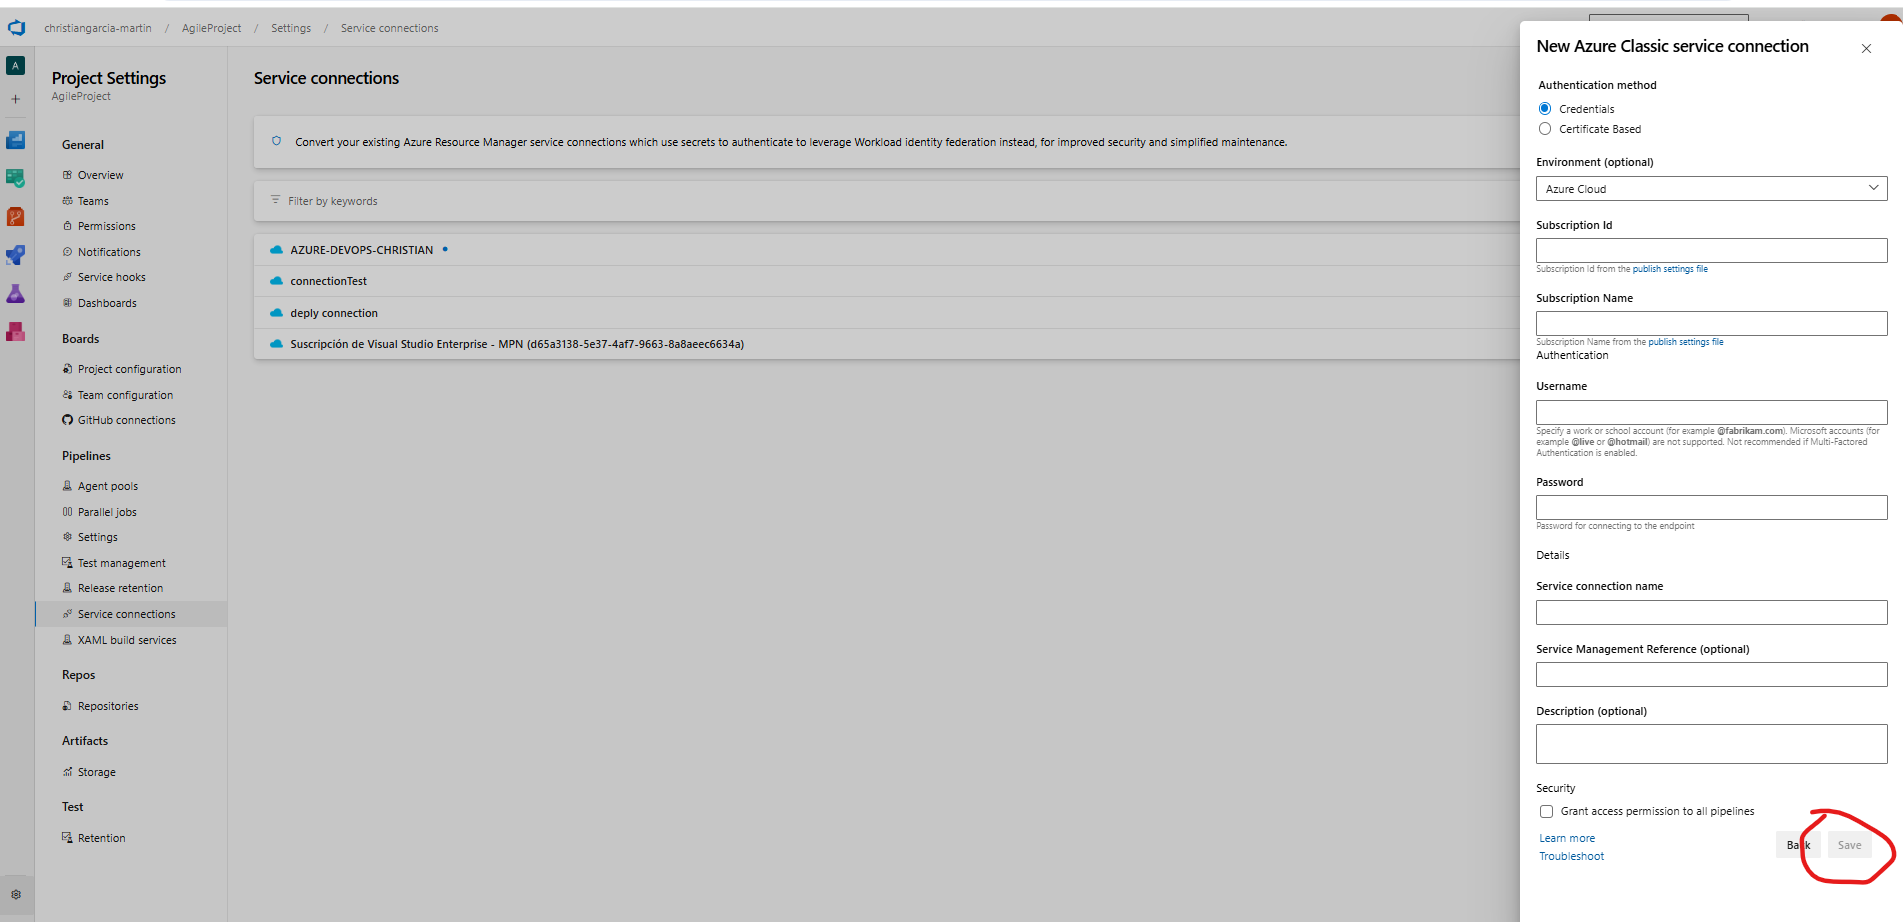 christiangarcia-martin / AgileProject / Settings / Service connections
A
Project Settings
AgileProject
General
Overview
Teams
Permissions
Notifications
Service hooks
Dashboards
Boards
Project configuration
Team configuration
GitHub connections
Pipelines
Agent pools
Parallel jobs
Settings
Test management
Release retention
Service connections
XAML build services
Repos
Repositories
Artifacts
Storage
Test
Retention
Service connections
Convert your existing Azure Resource Manager service connections which use secrets to authenticate to leverage Workload identity federation instead, for improved security and simplified maintenance.
Filter by keywords
AZURE-DEVOPS-CHRISTIAN
connectionTest
deply connection
Suscripción de Visual Studio Enterprise - MPN (d65a3138-5e37-4af7-9663-8a8aeec6634a)
New Azure Classic service connection
Authentication method
Credentials
Certificate Based
Environment (optional)
Azure Cloud
Subscription Id
Subscription Id from the publish settings file
Subscription Name
Subscription Name from the publish settings file
Authentication
Username
Specify a work or school account (for example @fabrikam.com). Microsoft accounts (for
example @live or @hotmail) are not supported. Not recommended if Multi-Factored
Authentication is enabled.
Password
Password for connecting to the endpoint
Details
Service connection name
Service Management Reference (optional)
Description (optional)
Security
Grant access permission to all pipelines
Learn more
Troubleshoot
Back
Save